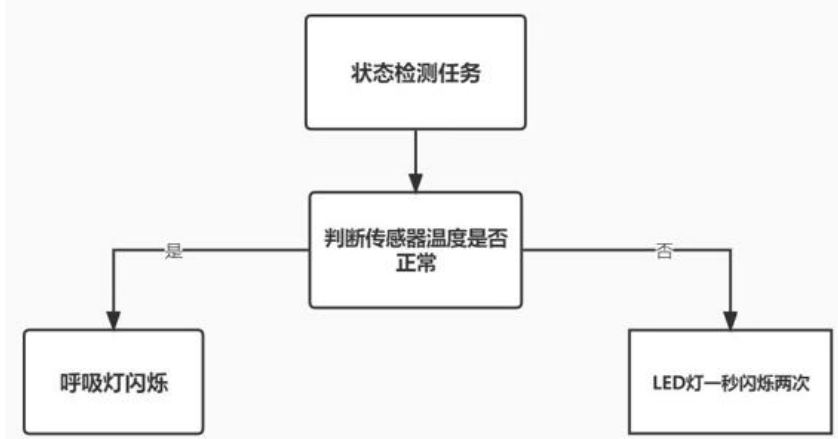 状态检测任务
判断传感器温度是否
正常
是
否
呼吸灯闪烁
LED灯一秒闪烁两次